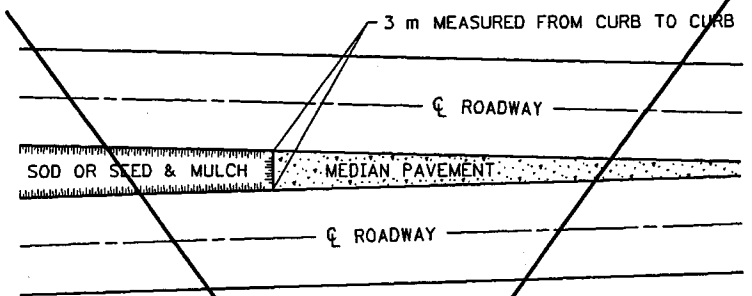 3 m MEASURED FROM CURB TO CURB
℄ ROADWAY
SOD OR SEED & MULCH
MEDIAN PAVEMENT
℄ ROADWAY